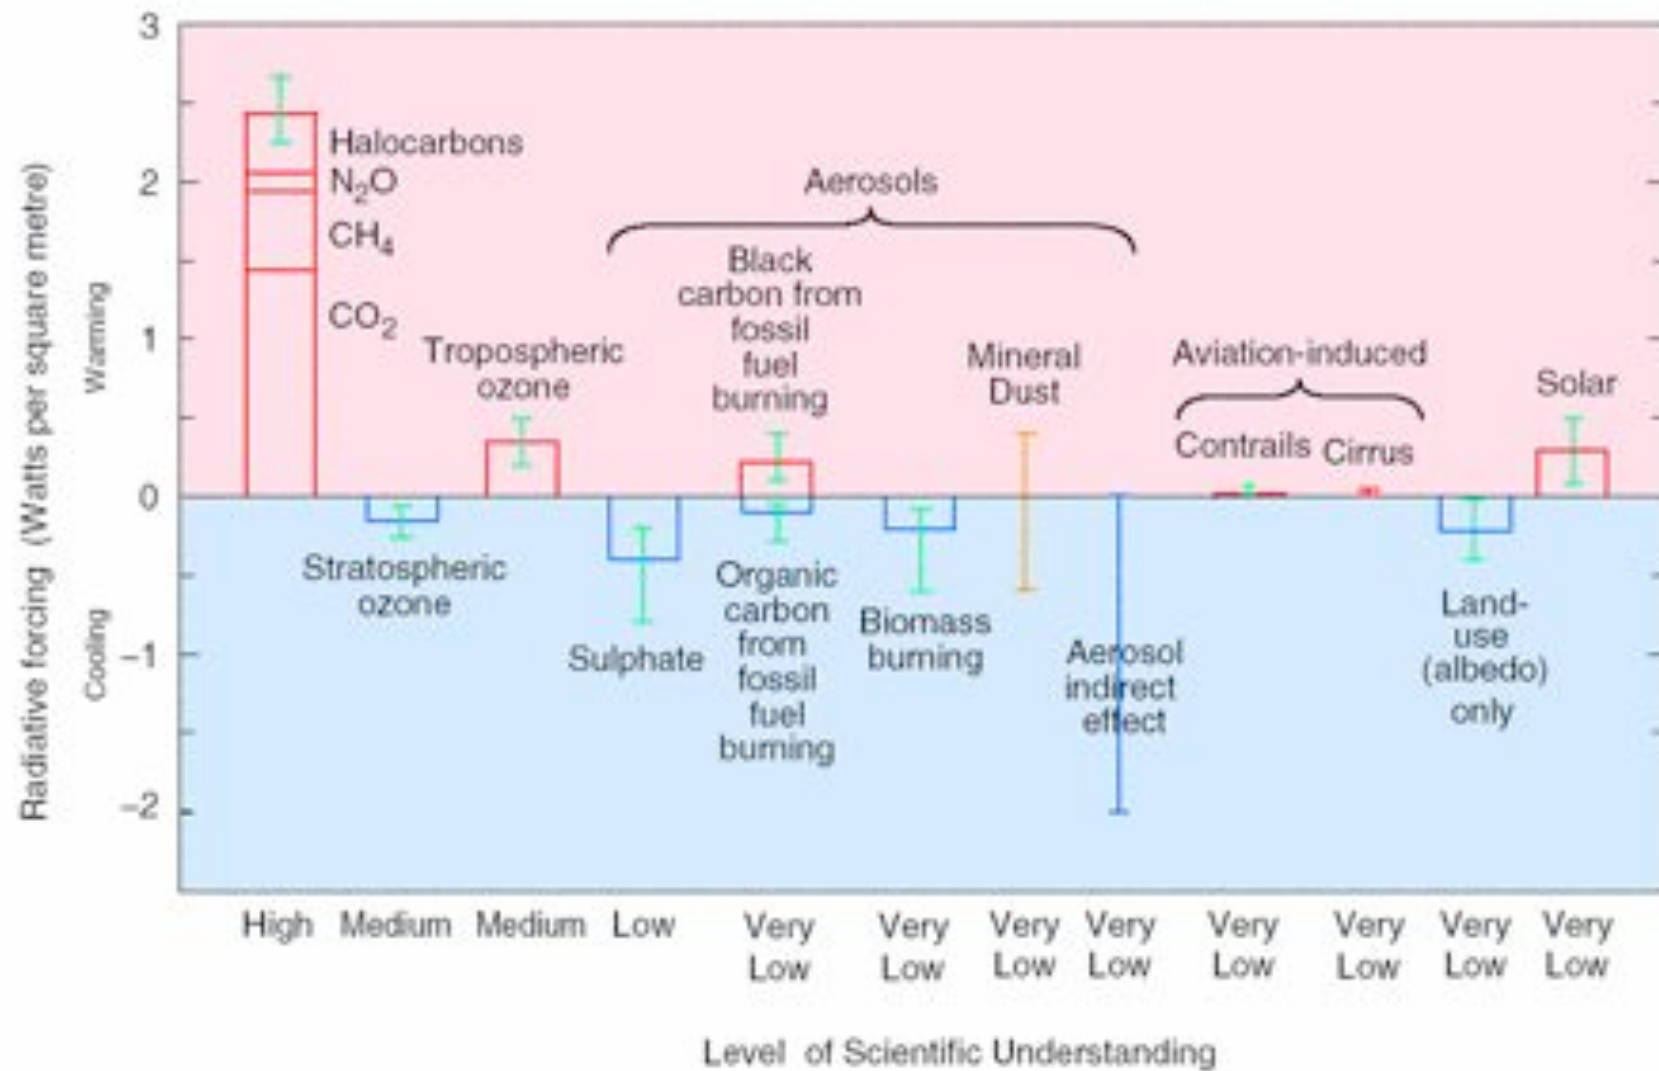 3
2
1
0
−1
−2
Radiative forcing (Watts per square metre)
Warming
Cooling
Halocarbons
N₂O
CH₄
CO₂
Tropospheric
ozone
Stratospheric
ozone
Aerosols
Sulphate
Black
carbon from
fossil
fuel
burning
Organic
carbon
from
fossil
fuel
burning
Biomass
burning
Mineral
Dust
Aerosol
indirect
effect
Aviation-induced
Contrails Cirrus
Land-
use
(albedo)
only
Solar
High Medium Medium Low Very Very Very Very Very Very Very Very
Low Low Low Low Low Low Low Low
Level of Scientific Understanding